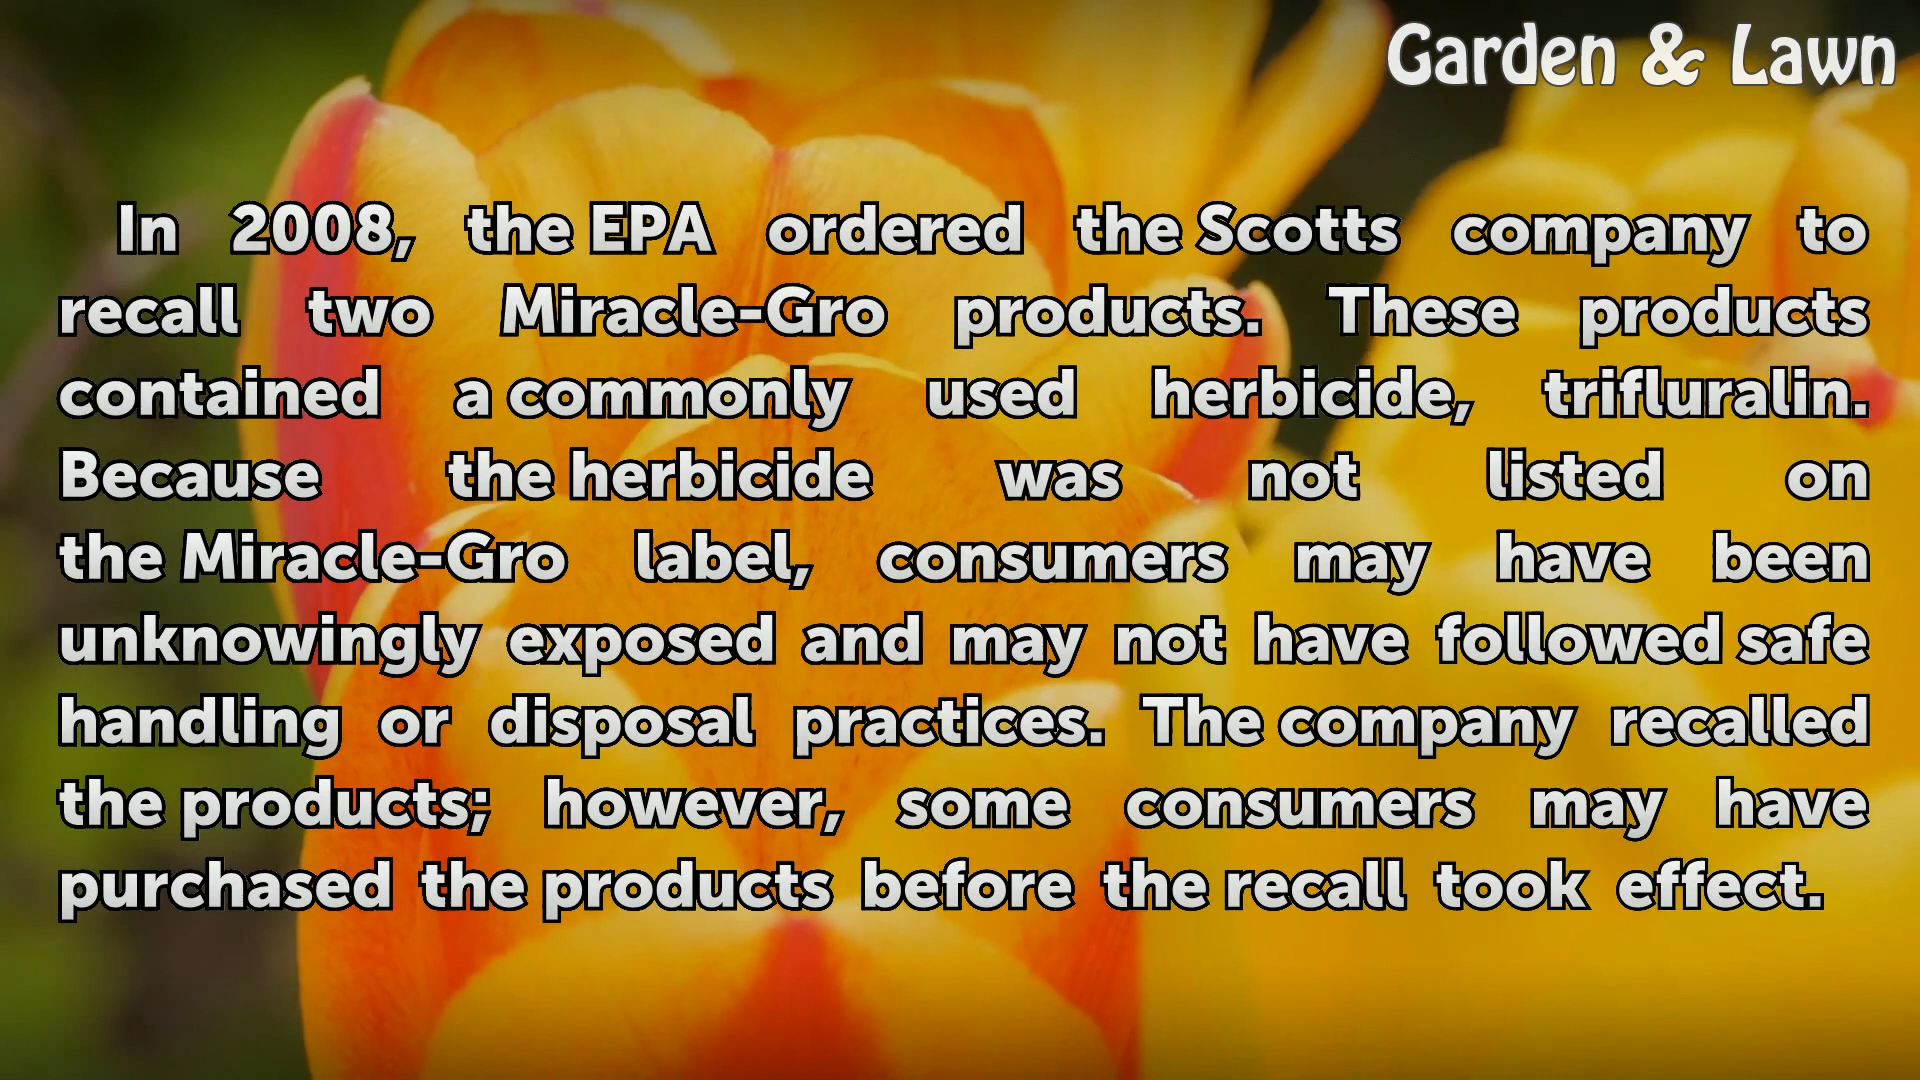 Garden & Lawn
In 2008, the EPA ordered the Scotts company to
recall two Miracle-Gro products. These products
contained a commonly used herbicide, trifluralin.
Because the herbicide was not listed on
the Miracle-Gro label, consumers may have been
unknowingly exposed and may not have followed safe
handling or disposal practices. The company recalled
the products; however, some consumers may have
purchased the products before the recall took effect.